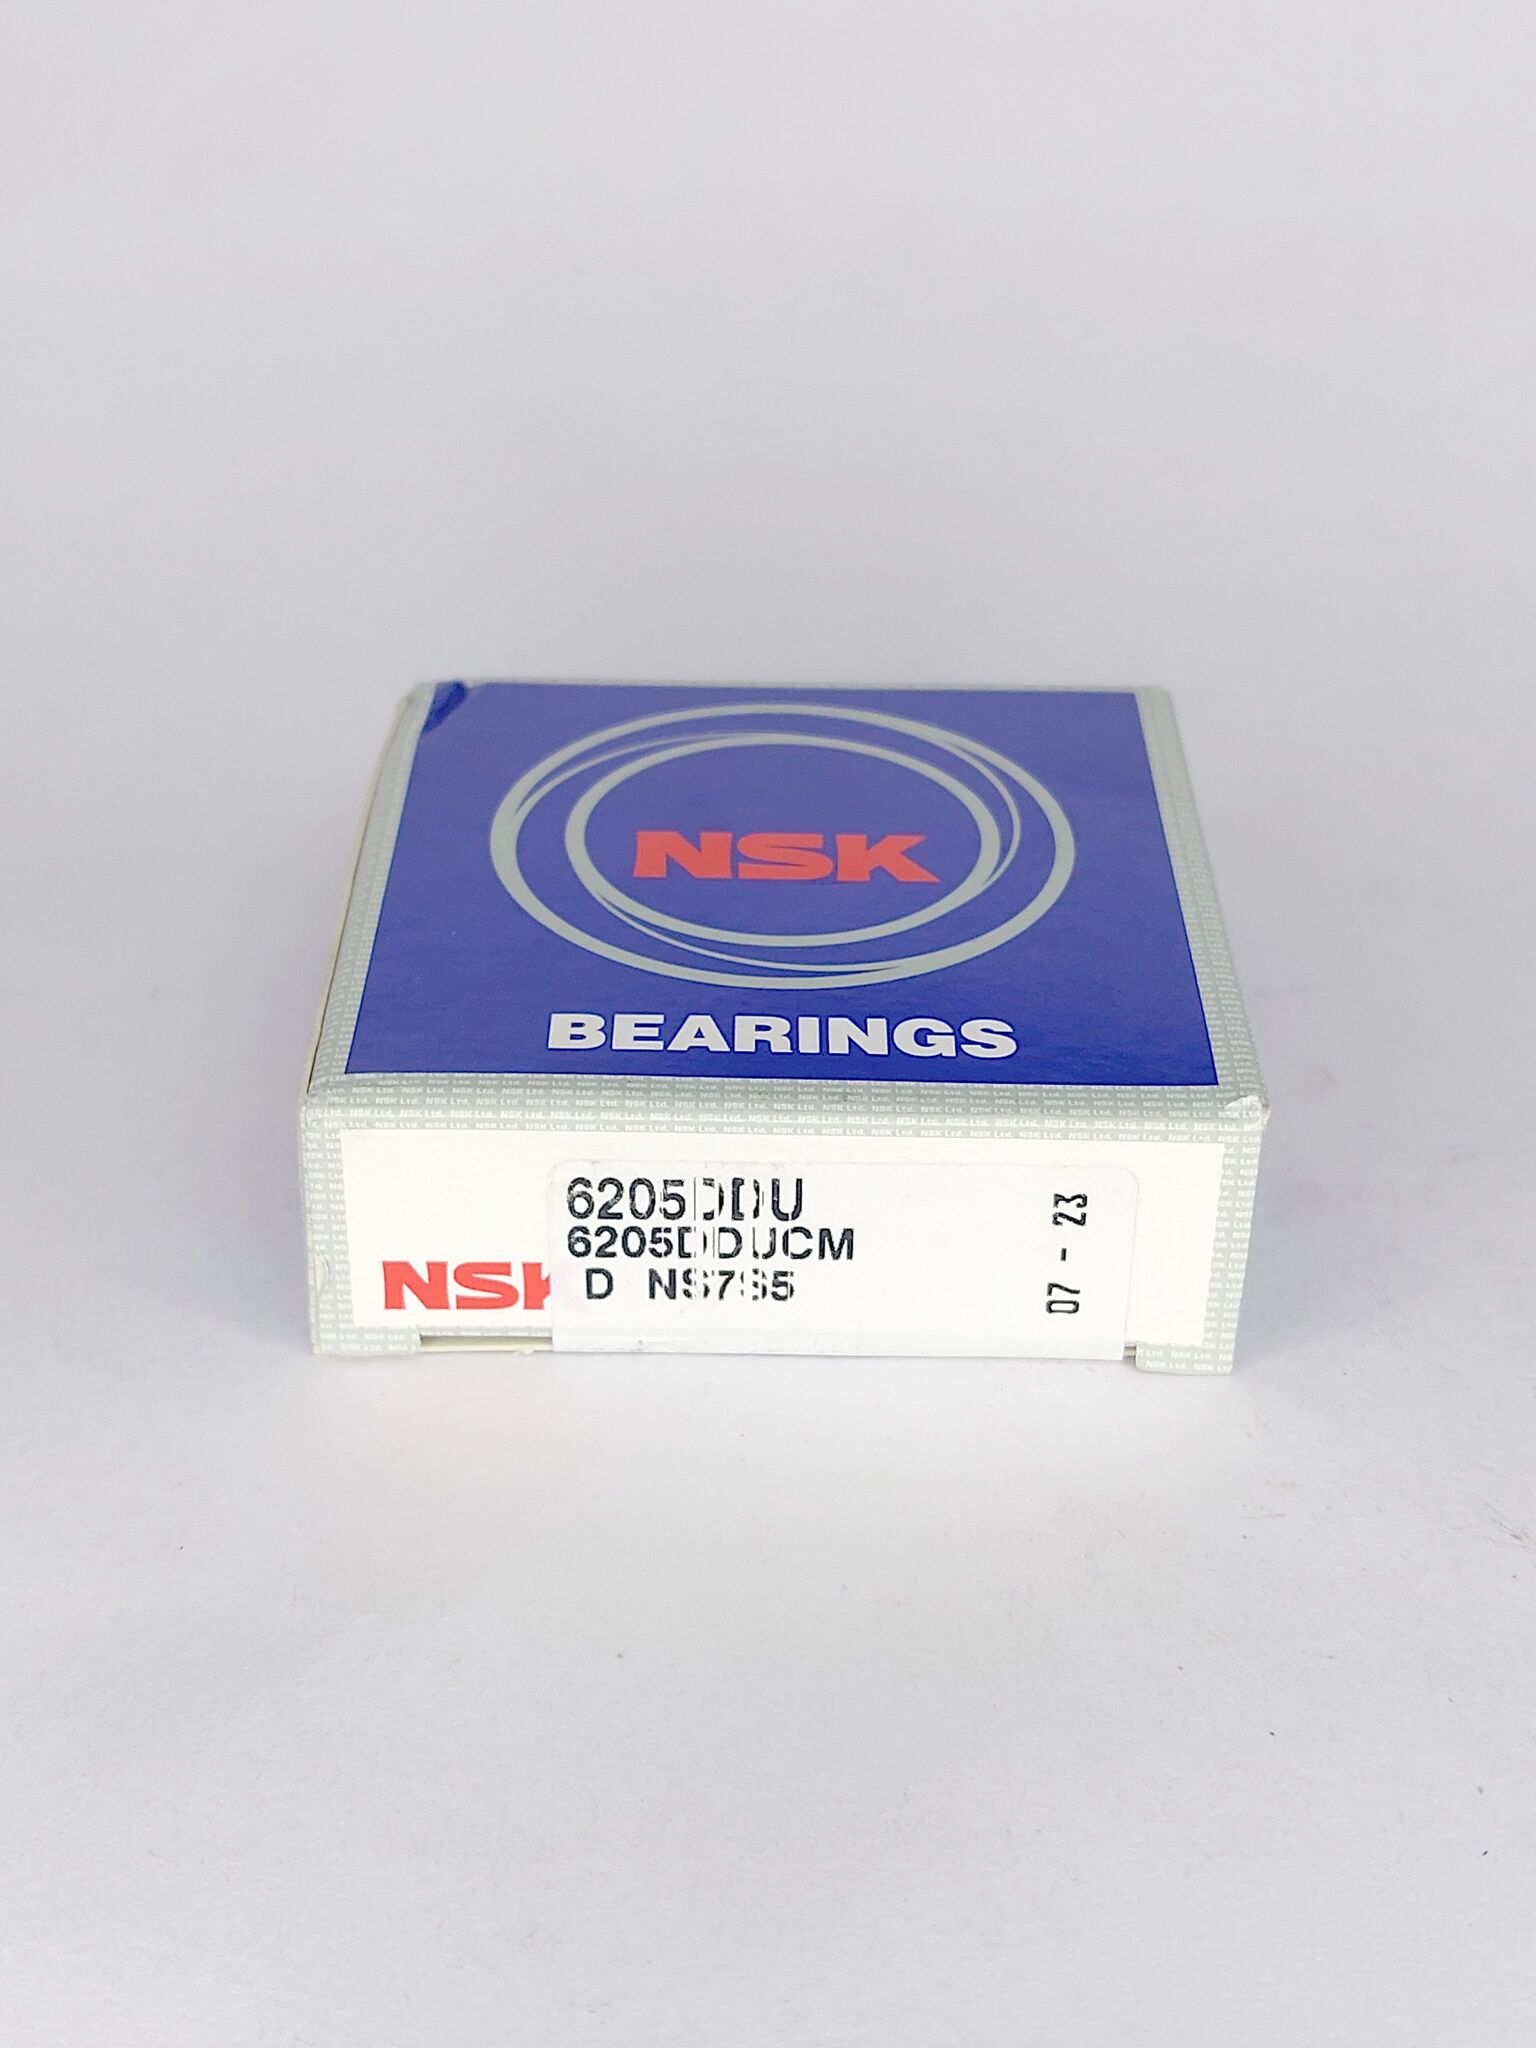 NSK
BEARINGS
6205DDU
6205DDUCM
D NS7S5
NSK
07 - 23